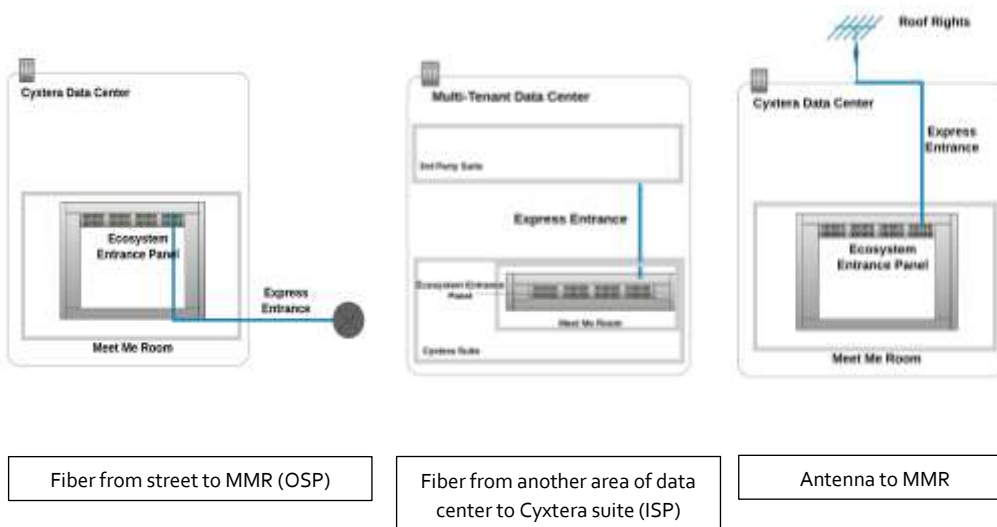 Cyxtera Data Center
Ecosystem
Entrance Panel
Express
Entrance
Meet Me Room
Multi-Tenant Data Center
3rd Party Suite
Express Entrance
Ecosystem Entrance
Panel
Meet Me Room
Cyxtera Suite
Roof Rights
Cyxtera Data Center
Express
Entrance
Ecosystem
Entrance Panel
Meet Me Room
Fiber from street to MMR (OSP)
Fiber from another area of data
center to Cyxtera suite (ISP)
Antenna to MMR